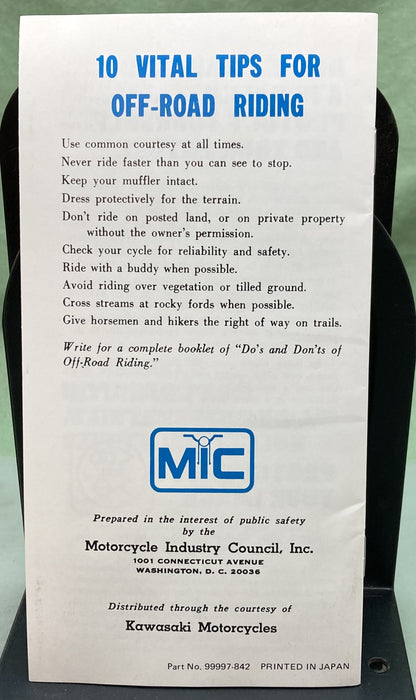 10 VITAL TIPS FOR
OFF-ROAD RIDING
Use common courtesy at all times.
Never ride faster than you can see to stop.
Keep your muffler intact.
Dress protectively for the terrain.
Don't ride on posted land, or on private property
without the owner's permission.
Check your cycle for reliability and safety.
Ride with a buddy when possible.
Avoid riding over vegetation or tilled ground.
Cross streams at rocky fords when possible.
Give horsemen and hikers the right of way on trails.
Write for a complete booklet of "Do's and Don'ts of
Off-Road Riding."
MIC
Prepared in the interest of public safety
by the
Motorcycle Industry Council, Inc.
1001 CONNECTICUT AVENUE
WASHINGTON, D. C. 20036
Distributed through the courtesy of
Kawasaki Motorcycles
Part No. 99997-842 PRINTED IN JAPAN